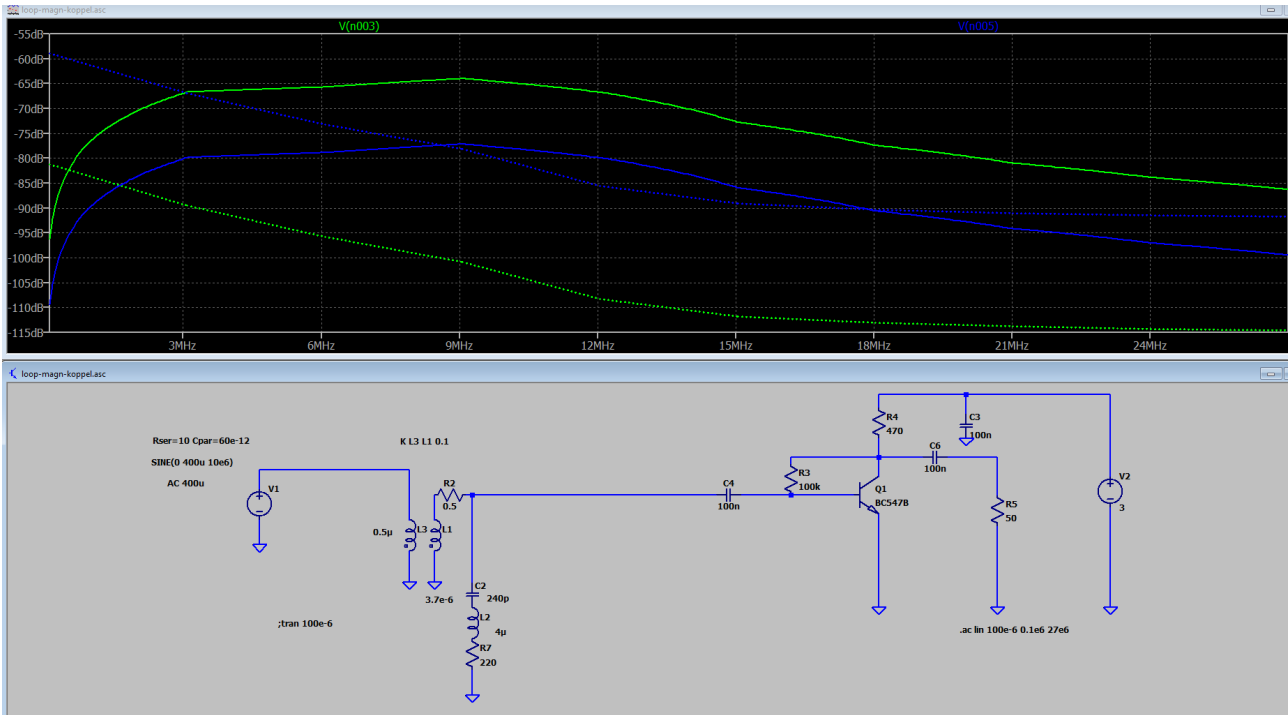 loop-magn-koppel.asc
V(n003) V(n005)
-55dB
-60dB
-65dB
-70dB
-75dB
-80dB
-85dB
-90dB
-95dB
-100dB
-105dB
-110dB
-115dB
3MHz 6MHz 9MHz 12MHz 15MHz 18MHz 21MHz 24MHz
loop-magn-koppel.asc
Rser=10 Cpar=60e-12
SINE(0 400u 10e6)
AC 400u
V1
K L3 L1 0.1
0.5µ
L3
L1
3.7e-6
R2
0.5
C2
240p
L2
4µ
R7
220
;tran 100e-6
C4
100n
R3
100k
R4
470
Q1
BC547B
C3
100n
C6
100n
R5
50
V2
3
.ac lin 100e-6 0.1e6 27e6